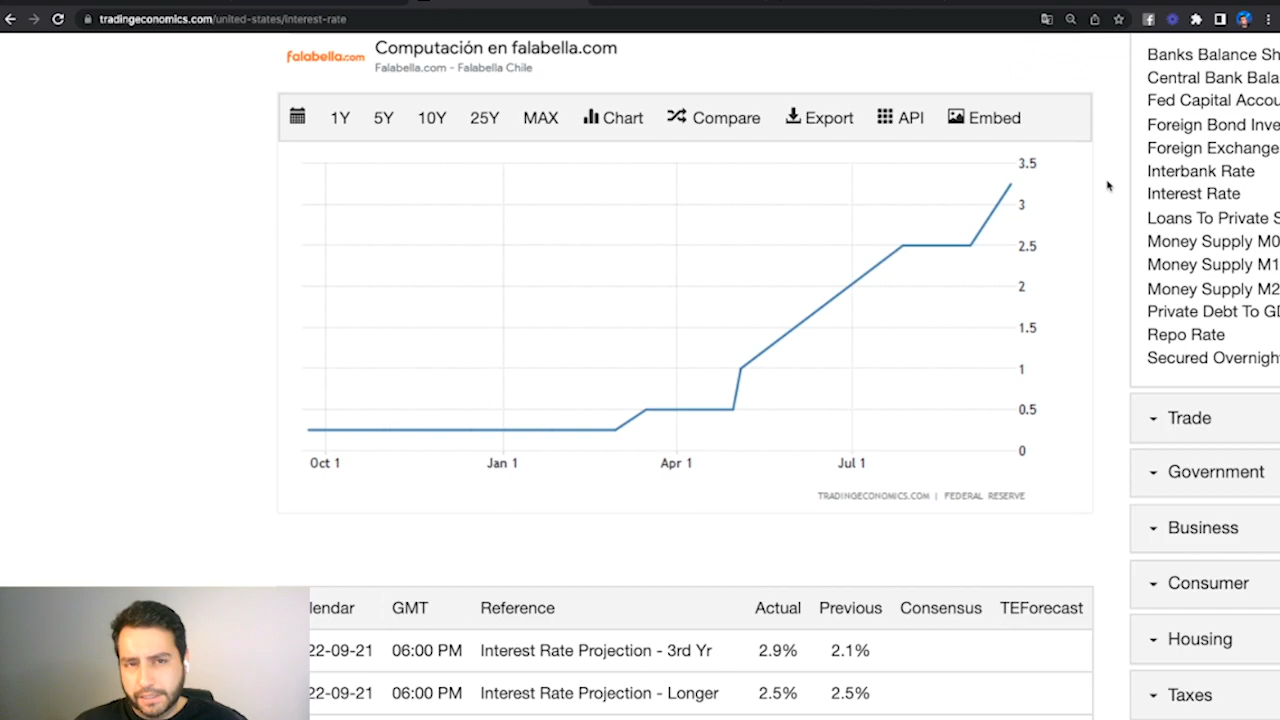 tradingeconomics.com/united-states/interest-rate
falabella.com
Computación en falabella.com
Falabella.com - Falabella Chile
1Y 5Y 10Y 25Y MAX Chart Compare Export API Embed
3.5
3
2.5
2
1.5
1
0.5
0
Oct 1 Jan 1 Apr 1 Jul 1
TRADINGECONOMICS.COM | FEDERAL RESERVE
lendar GMT Reference Actual Previous Consensus TEForecast
22-09-21 06:00 PM Interest Rate Projection - 3rd Yr 2.9% 2.1%
22-09-21 06:00 PM Interest Rate Projection - Longer 2.5% 2.5%
Banks Balance Sh
Central Bank Bala
Fed Capital Accou
Foreign Bond Inve
Foreign Exchange
Interbank Rate
Interest Rate
Loans To Private S
Money Supply M0
Money Supply M1
Money Supply M2
Private Debt To GD
Repo Rate
Secured Overnigh
Trade
Government
Business
Consumer
Housing
Taxes